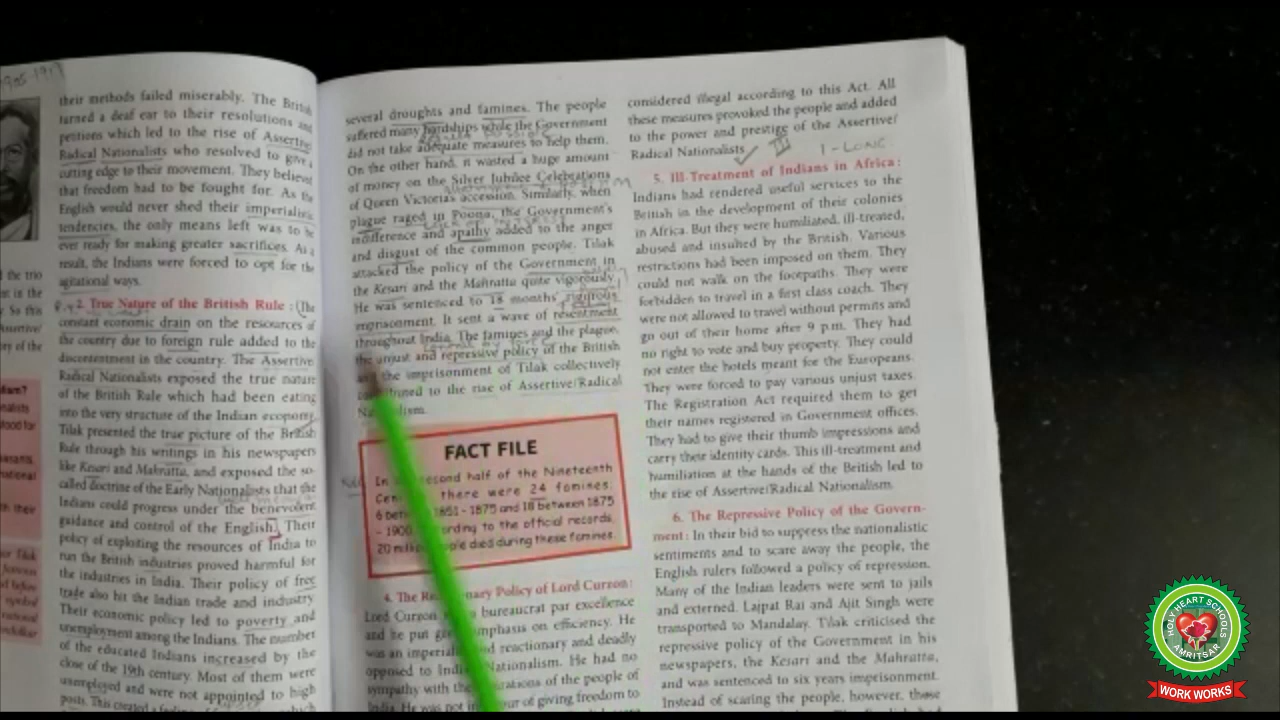 their methods failed miserably. The British
turned a deaf ear to their resolutions and
petitions which led to the rise of Assertive/
Radical Nationalists who resolved to give a
cutting edge to their movement. They believed
that freedom had to be fought for. As the
English would never shed their imperialistic
tendencies, the only means left was to be
ever ready for making greater sacrifices. As a
result, the Indians were forced to opt for the
agitational ways.
2. True Nature of the British Rule : The
constant economic drain on the resources of
the country due to foreign rule added to the
discontentment in the country. The Assertive
Radical Nationalists exposed the true nature
of the British Rule which had been eating
into the very structure of the Indian economy.
Tilak presented the true picture of the British
Rule through his writings in his newspapers
like Kesari and Mahratta, and exposed the so-
called doctrine of the Early Nationalists that the
Indians could progress under the benevolent
guidance and control of the English. Their
policy of exploiting the resources of India to
run the British industries proved harmful for
the industries in India. Their policy of free
trade also hit the Indian trade and industry
Their economic policy led to poverty and
unemployment among the Indians. The number
of the educated Indians increased by the
close of the 19th century. Most of them were
unemployed and were not appointed to high
posts. This created a feeling of which
several droughts and famines. The people
suffered many hardships while the Government
did not take adequate measures to help them.
On the other hand, it wasted a huge amount
of money on the Silver Jubilee Celebrations
of Queen Victoria's accession. Similarly, when
plague raged in Poona, the Government's
indifference and apathy added to the anger
and disgust of the common people. Tilak
attacked the policy of the Government in
the Kesari and the Mahratta quite vigorously.
He was sentenced to 18 months' rigorous
imprisonment. It sent a wave of resentment
throughout India. The famines and the plague,
the unjust and repressive policy of the British
and the imprisonment of Tilak collectively
to the rise of Assertive/Radical
Nationalism.
FACT FILE
In second half of the Nineteenth
there were 24 famines:
6 1851 - 1875 and 18 between 1875
- 1900. to the official records,
20 died during these famines.
4. The Policy of Lord Curzon:
Lord Curzon a bureaucrat par excellence
and he put emphasis on efficiency. He
was an reactionary and deadly
opposed to Nationalism. He had no
sympathy with the of the people of
India. He was not in of giving freedom to
considered illegal according to this Act. All
these measures provoked the people and added
to the power and prestige of the Assertive/
Radical Nationalists
1 - LONG
5. Ill-Treatment of Indians in Africa:
Indians had rendered useful services to the
British in the development of their colonies
in Africa. But they were humiliated, ill-treated,
abused and insulted by the British. Various
restrictions had been imposed on them. They
could not walk on the footpaths. They were
forbidden to travel in a first class coach. They
were not allowed to travel without permits and
go out of their home after 9 p.m. They had
no right to vote and buy property. They could
not enter the hotels meant for the Europeans.
They were forced to pay various unjust taxes.
The Registration Act required them to get
their names registered in Government offices.
They had to give their thumb impressions and
carry their identity cards. This ill-treatment and
humiliation at the hands of the British led to
the rise of Assertive/Radical Nationalism.
6. The Repressive Policy of the Govern-
ment: In their bid to suppress the nationalistic
sentiments and to scare away the people, the
English rulers followed a policy of repression.
Many of the Indian leaders were sent to jails
and externed. Lajpat Rai and Ajit Singh were
transported to Mandalay. Tilak criticised the
repressive policy of the Government in his
newspapers, the Kesari and the Mahratta,
and was sentenced to six years imprisonment.
Instead of scaring the people, however, these
HOLY HEART SCHOOLS
AMRITSAR
WORK WORKS